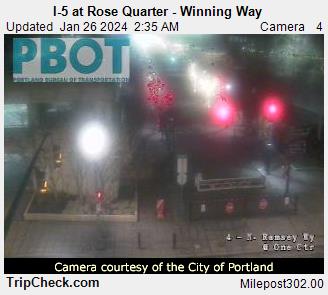 I-5 at Rose Quarter - Winning Way
Updated Jan 26 2024 2:35 AM Camera 4
PBOT
PORTLAND BUREAU OF TRANSPORTATION
4 - N. Ramsey Wy
@ One Ctr
Camera courtesy of the City of Portland
TripCheck.com Milepost302.00